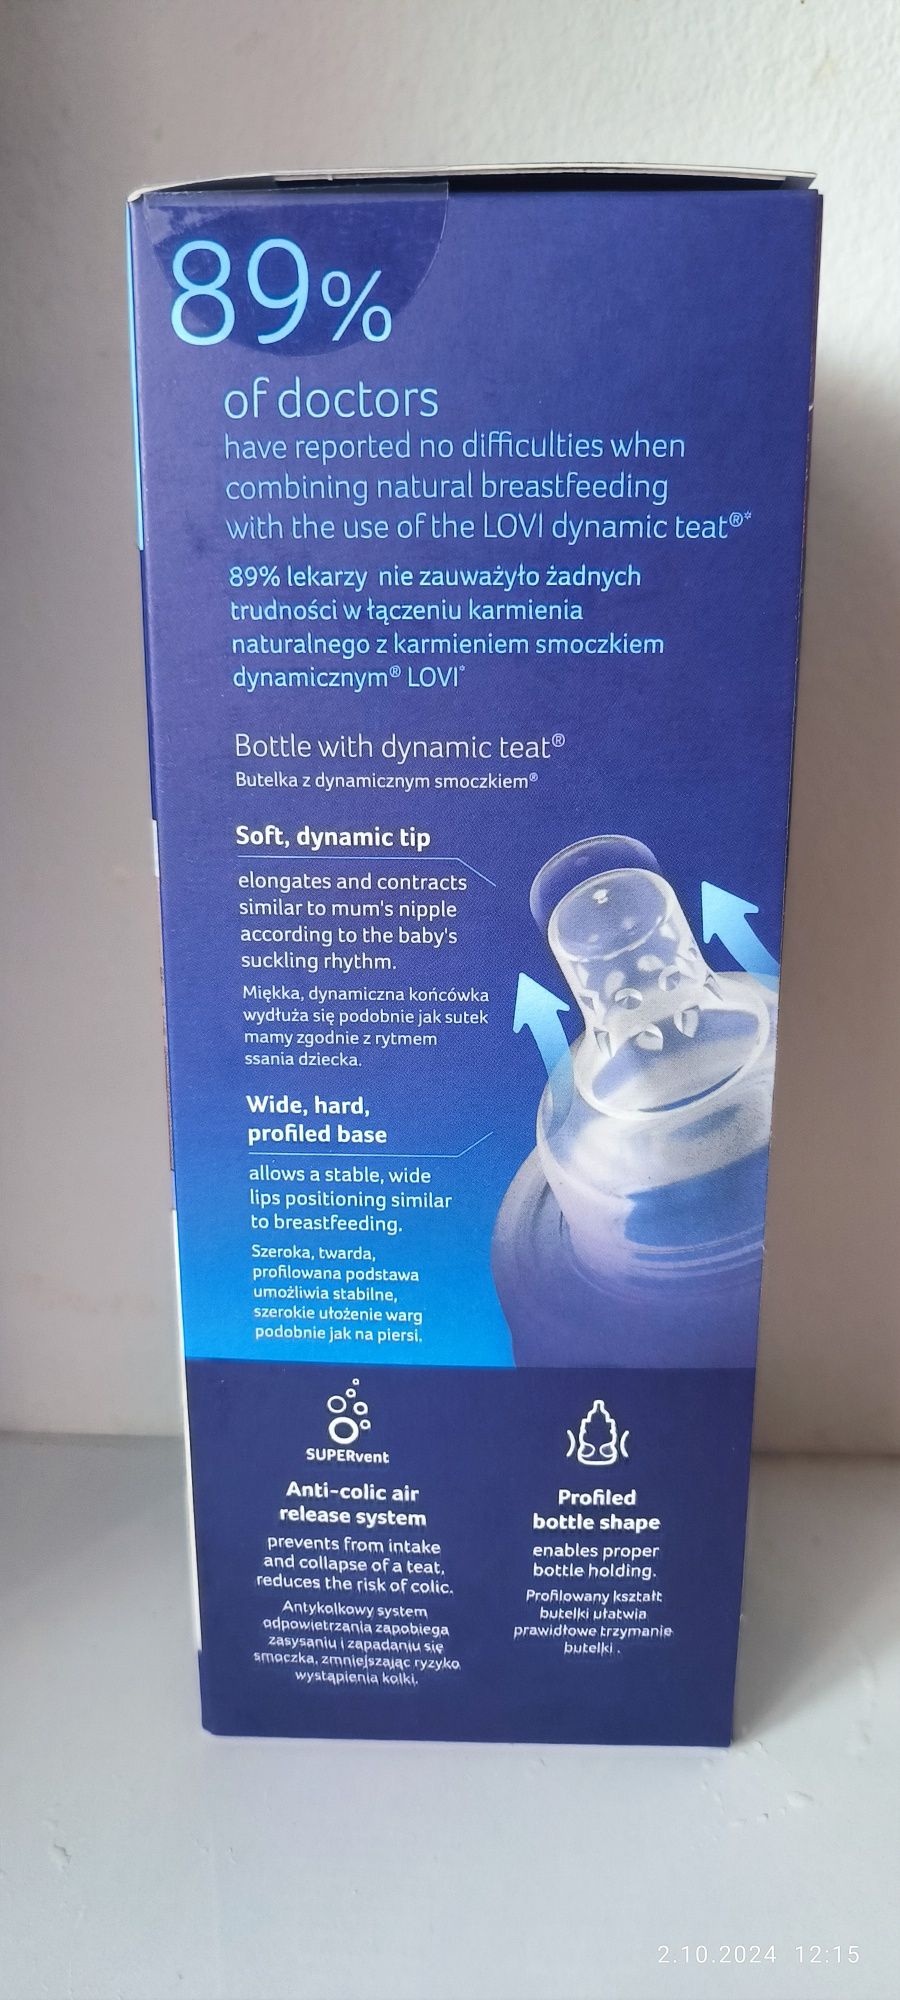 89%
of doctors
have reported no difficulties when
combining natural breastfeeding
with the use of the LOVI dynamic teat®*
89% lekarzy nie zauważyło żadnych
trudności w łączeniu karmienia
naturalnego z karmieniem smoczkiem
dynamicznym® LOVI*
Bottle with dynamic teat®
Butelka z dynamicznym smoczkiem®
Soft, dynamic tip
elongates and contracts
similar to mum's nipple
according to the baby's
suckling rhythm.
Miękka, dynamiczna końcówka
wydłuża się podobnie jak sutek
mamy zgodnie z rytmem
ssania dziecka.
Wide, hard,
profiled base
allows a stable, wide
lips positioning similar
to breastfeeding.
Szeroka, twarda,
profilowana podstawa
umożliwia stabilne,
szerokie ułożenie warg
podobnie jak na piersi.
SUPERvent
Anti-colic air
release system
prevents from intake
and collapse of a teat,
reduces the risk of colic.
Antykolkowy system
odpowietrzania zapobiega
zasysaniu i zapadaniu się
smoczka, zmniejszając ryzyko
wystąpienia kolki.
Profiled
bottle shape
enables proper
bottle holding.
Profilowany kształt
butelki ułatwia
prawidłowe trzymanie
butelki .
2.10.2024 12:15